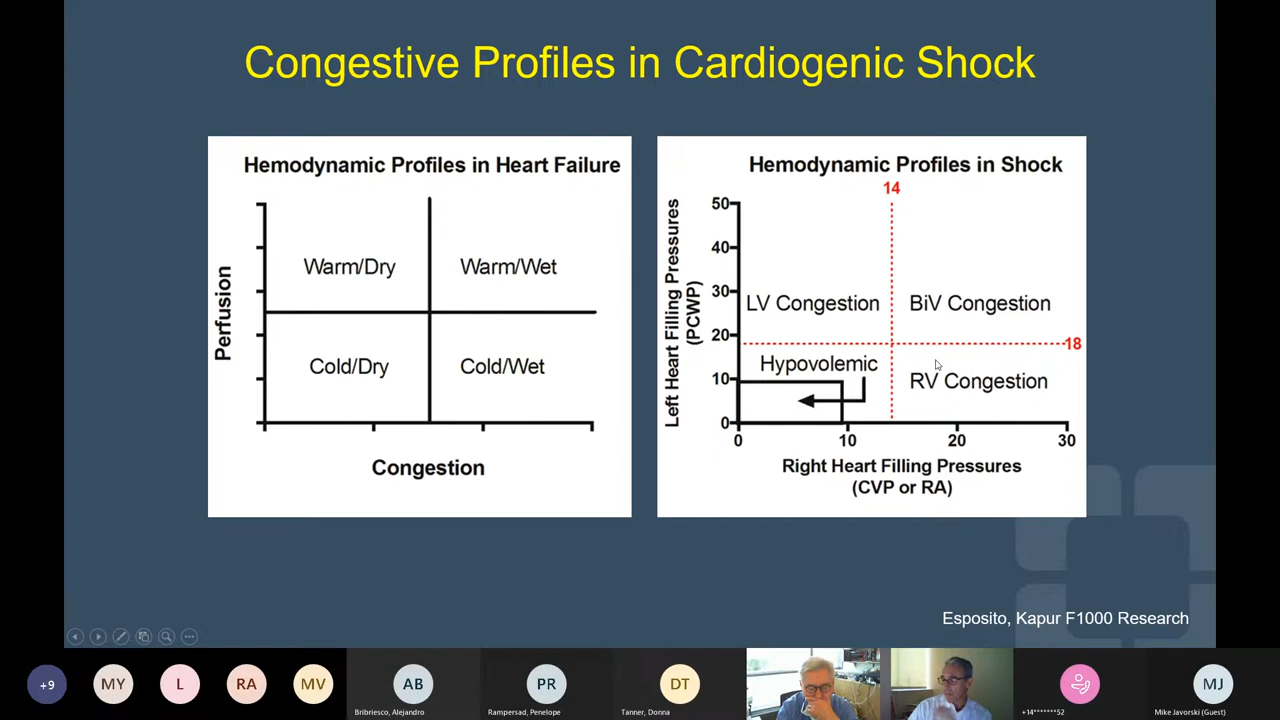 Congestive Profiles in Cardiogenic Shock
Hemodynamic Profiles in Heart Failure
Perfusion
Warm/Dry
Warm/Wet
Cold/Dry
Cold/Wet
Congestion
Hemodynamic Profiles in Shock
14
Left Heart Filling Pressures
(PCWP)
50
40
30
20
10
0
LV Congestion
BiV Congestion
18
Hypovolemic
RV Congestion
0
10
20
30
Right Heart Filling Pressures
(CVP or RA)
Esposito, Kapur F1000 Research
+9
MY
L
RA
MV
AB
Bribriesco, Alejandro
PR
Rampersad, Penelope
DT
Tanner, Donna
+14*******52
MJ
Mike Javorski (Guest)